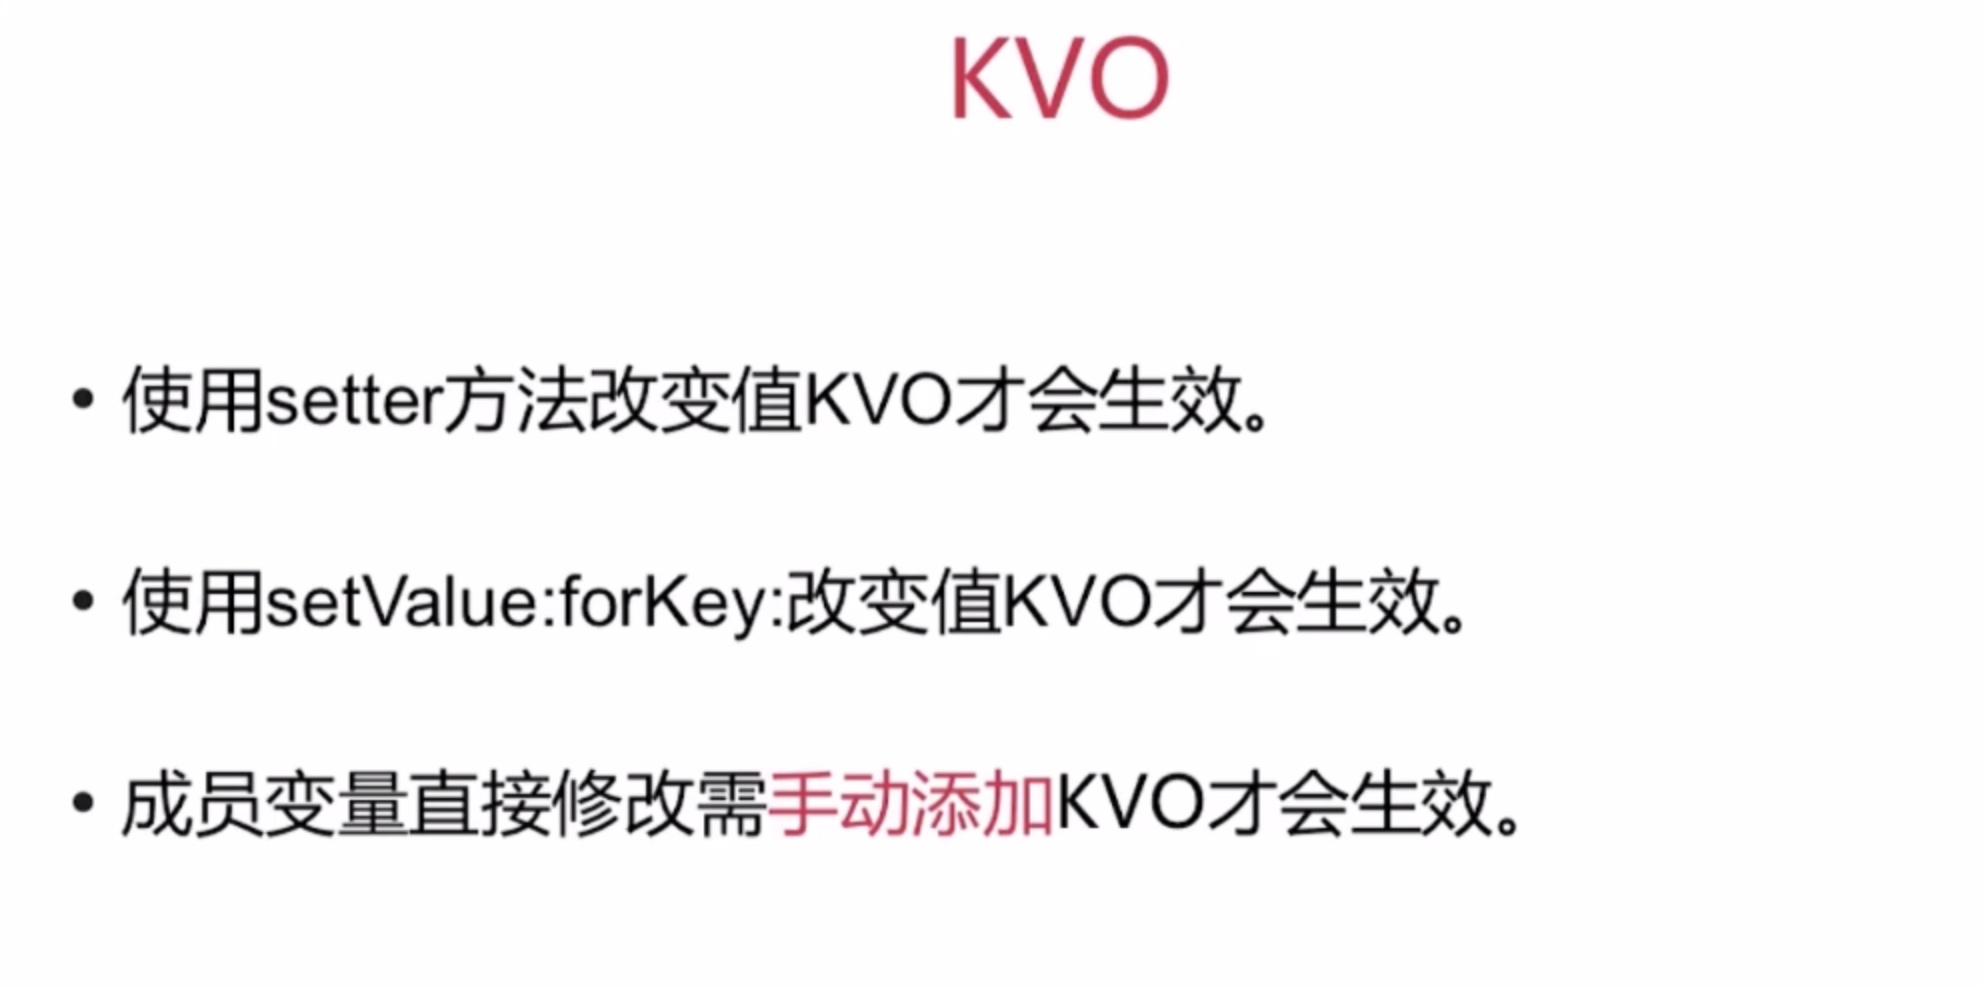 KVO
• 使用setter方法改变值KVO才会生效。
• 使用setValue:forKey:改变值KVO才会生效。
• 成员变量直接修改需手动添加KVO才会生效。